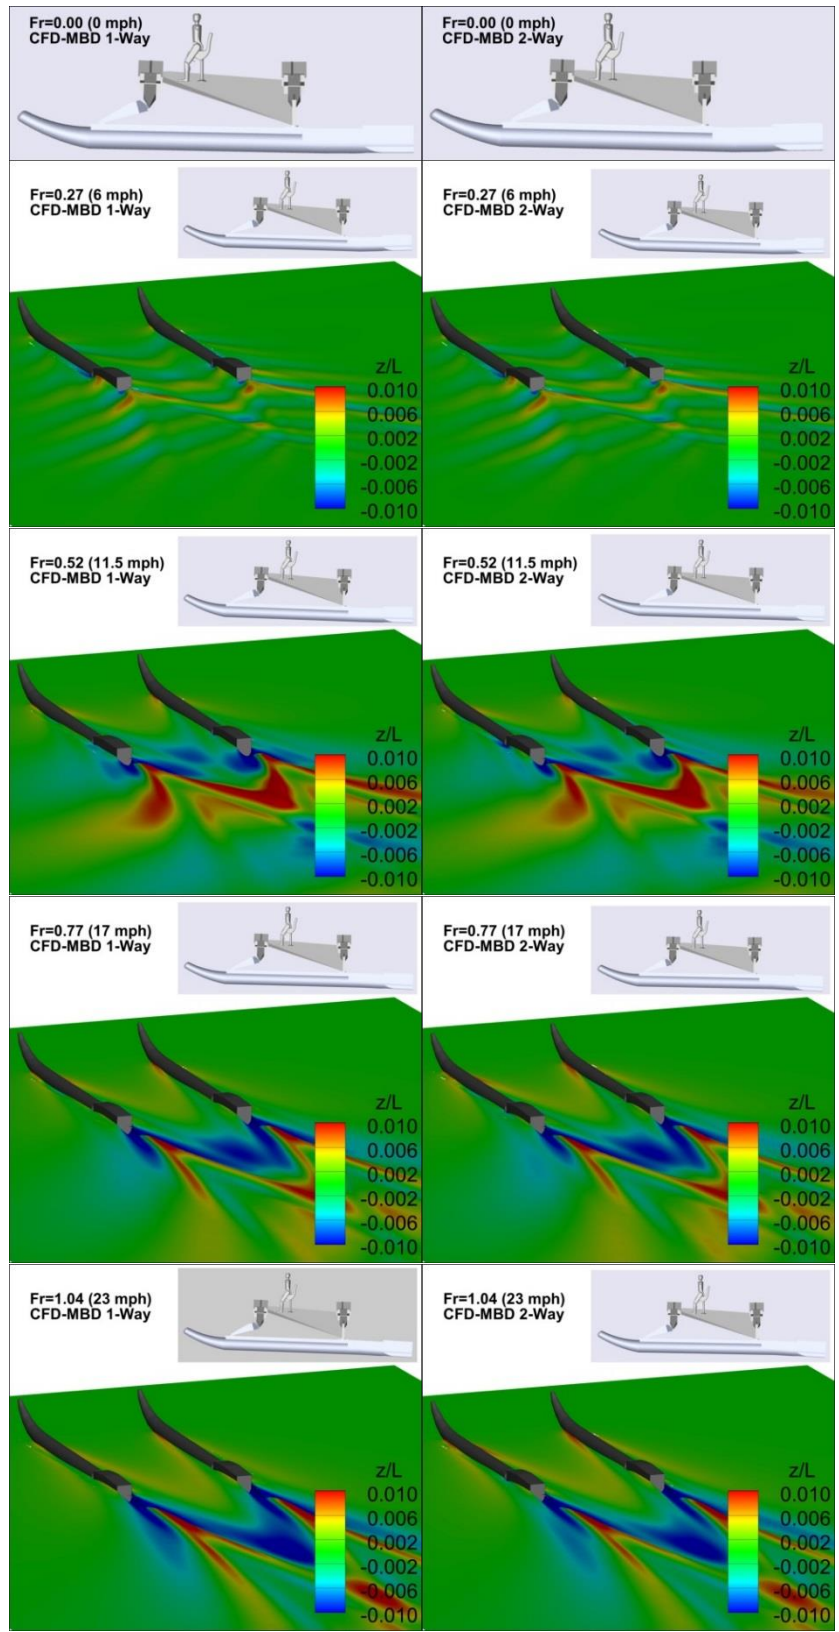 Fr=0.00 (0 mph)
CFD-MBD 1-Way
Fr=0.00 (0 mph)
CFD-MBD 2-Way
Fr=0.27 (6 mph)
CFD-MBD 1-Way
z/L
0.010
0.006
0.002
-0.002
-0.006
-0.010
Fr=0.27 (6 mph)
CFD-MBD 2-Way
z/L
0.010
0.006
0.002
-0.002
-0.006
-0.010
Fr=0.52 (11.5 mph)
CFD-MBD 1-Way
z/L
0.010
0.006
0.002
-0.002
-0.006
-0.010
Fr=0.52 (11.5 mph)
CFD-MBD 2-Way
z/L
0.010
0.006
0.002
-0.002
-0.006
-0.010
Fr=0.77 (17 mph)
CFD-MBD 1-Way
z/L
0.010
0.006
0.002
-0.002
-0.006
-0.010
Fr=0.77 (17 mph)
CFD-MBD 2-Way
z/L
0.010
0.006
0.002
-0.002
-0.006
-0.010
Fr=1.04 (23 mph)
CFD-MBD 1-Way
z/L
0.010
0.006
0.002
-0.002
-0.006
-0.010
Fr=1.04 (23 mph)
CFD-MBD 2-Way
z/L
0.010
0.006
0.002
-0.002
-0.006
-0.010